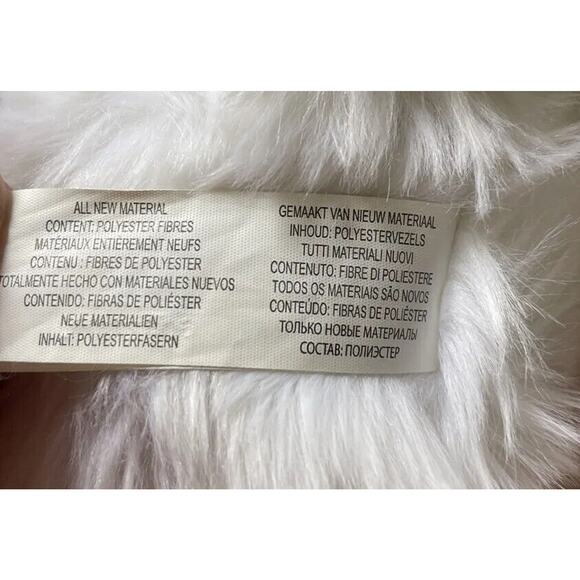 ALL NEW MATERIAL
CONTENT: POLYESTER FIBRES
MATÉRIAUX ENTIÈREMENT NEUFS
CONTENU : FIBRES DE POLYESTER
TOTALMENTE HECHO CON MATERIALES NUEVOS
CONTENIDO: FIBRAS DE POLIÉSTER
NEUE MATERIALIEN
INHALT: POLYESTERFASERN
GEMAAKT VAN NIEUW MATERIAAL
INHOUD: POLYESTERVEZELS
TUTTI MATERIALI NUOVI
CONTENUTO: FIBRE DI POLIESTERE
TODOS OS MATERIAIS SÃO NOVOS
CONTEÚDO: FIBRAS DE POLIÉSTER
ТОЛЬКО НОВЫЕ МАТЕРИАЛЫ
СОСТАВ: ПОЛИЭСТЕР